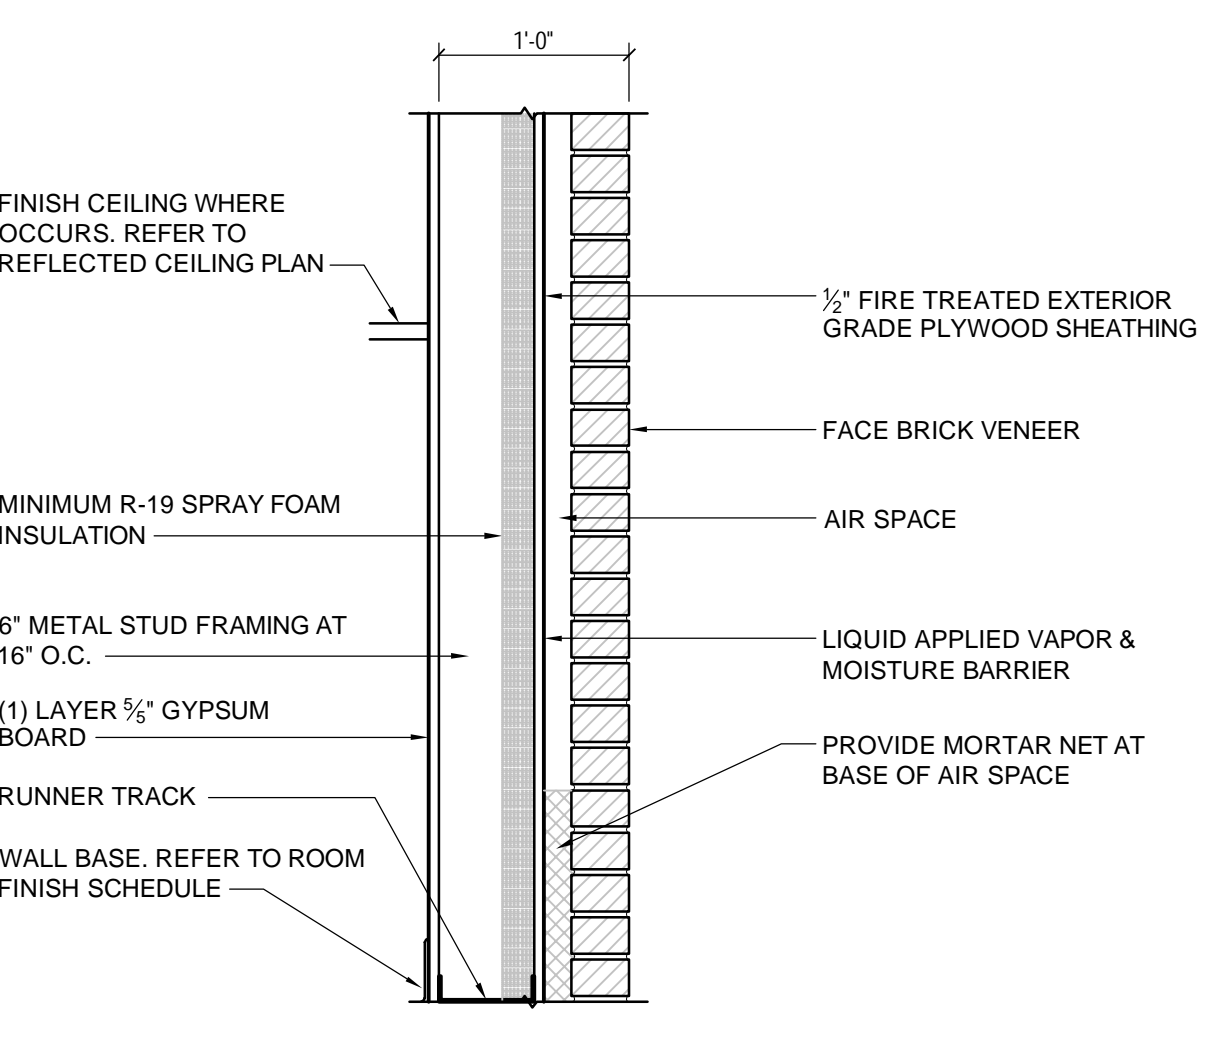 1'-0"
FINISH CEILING WHERE
OCCURS. REFER TO
REFLECTED CEILING PLAN
½" FIRE TREATED EXTERIOR
GRADE PLYWOOD SHEATHING
FACE BRICK VENEER
MINIMUM R-19 SPRAY FOAM
INSULATION
AIR SPACE
6" METAL STUD FRAMING AT
16" O.C.
LIQUID APPLIED VAPOR &
MOISTURE BARRIER
(1) LAYER 5/5" GYPSUM
BOARD
PROVIDE MORTAR NET AT
BASE OF AIR SPACE
RUNNER TRACK
WALL BASE. REFER TO ROOM
FINISH SCHEDULE